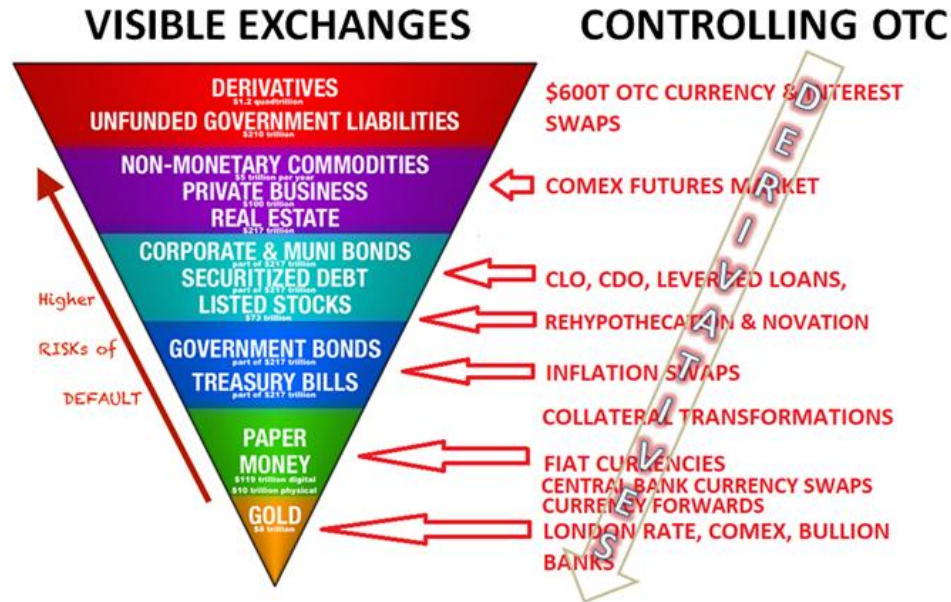 VISIBLE EXCHANGES
CONTROLLING OTC
DERIVATIVES
$1.2 quadtrillion
UNFUNDED GOVERNMENT LIABILITIES
$210 trillion
NON-MONETARY COMMODITIES
$5 trillion per year
PRIVATE BUSINESS
$100 trillion
REAL ESTATE
$217 trillion
CORPORATE & MUNI BONDS
part of $217 trillion
SECURITIZED DEBT
part of $217 trillion
LISTED STOCKS
$73 trillion
GOVERNMENT BONDS
part of $217 trillion
TREASURY BILLS
part of $217 trillion
PAPER
MONEY
$119 trillion digital
$10 trillion physical
GOLD
$8 trillion
Higher
RISKs of
DEFAULT
$600T OTC CURRENCY & INTEREST
SWAPS
COMEX FUTURES MARKET
CLO, CDO, LEVERZED LOANS,
REHYPOTHECATION & NOVATION
INFLATION SWAPS
COLLATERAL TRANSFORMATIONS
FIAT CURRENCIES
CENTRAL BANK CURRENCY SWAPS
CURRENCY FORWARDS
LONDON RATE, COMEX, BULLION
BANKS
DERIVATIVES